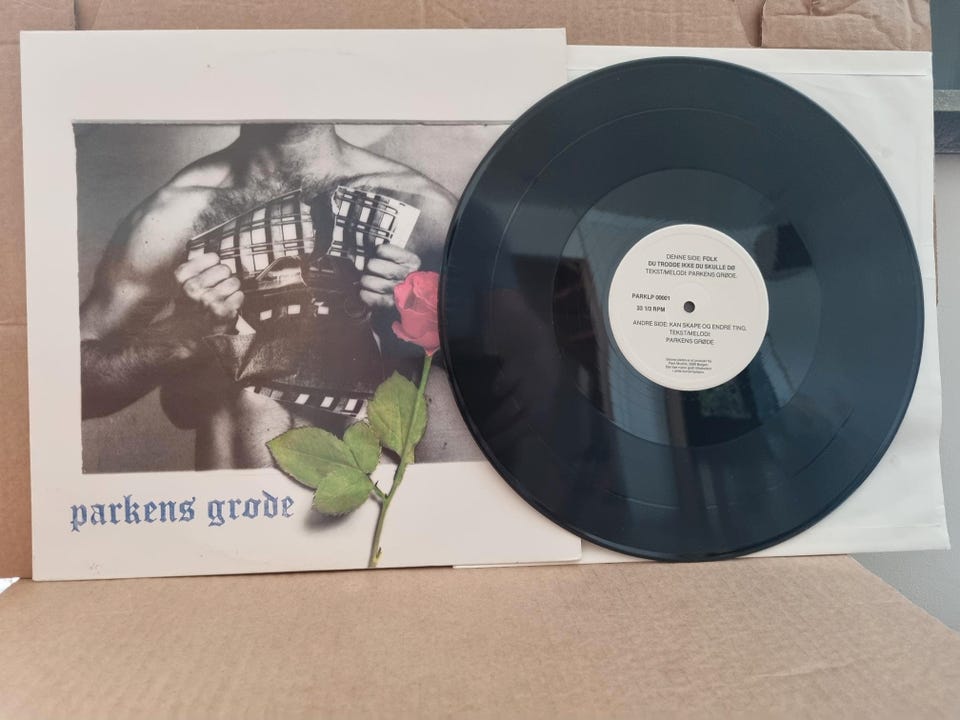 parkens grøde
DENNE SIDE: FOLK
DU TRODDE IKKE DU SKULLE DØ
TEKST/MELODI: PARKENS GRØDE.
PARKLP 00001
33 1/3 RPM
ANDRE SIDE: KAN SKAPE OG ENDRE TING.
TEKST/MELODI:
PARKENS GRØDE